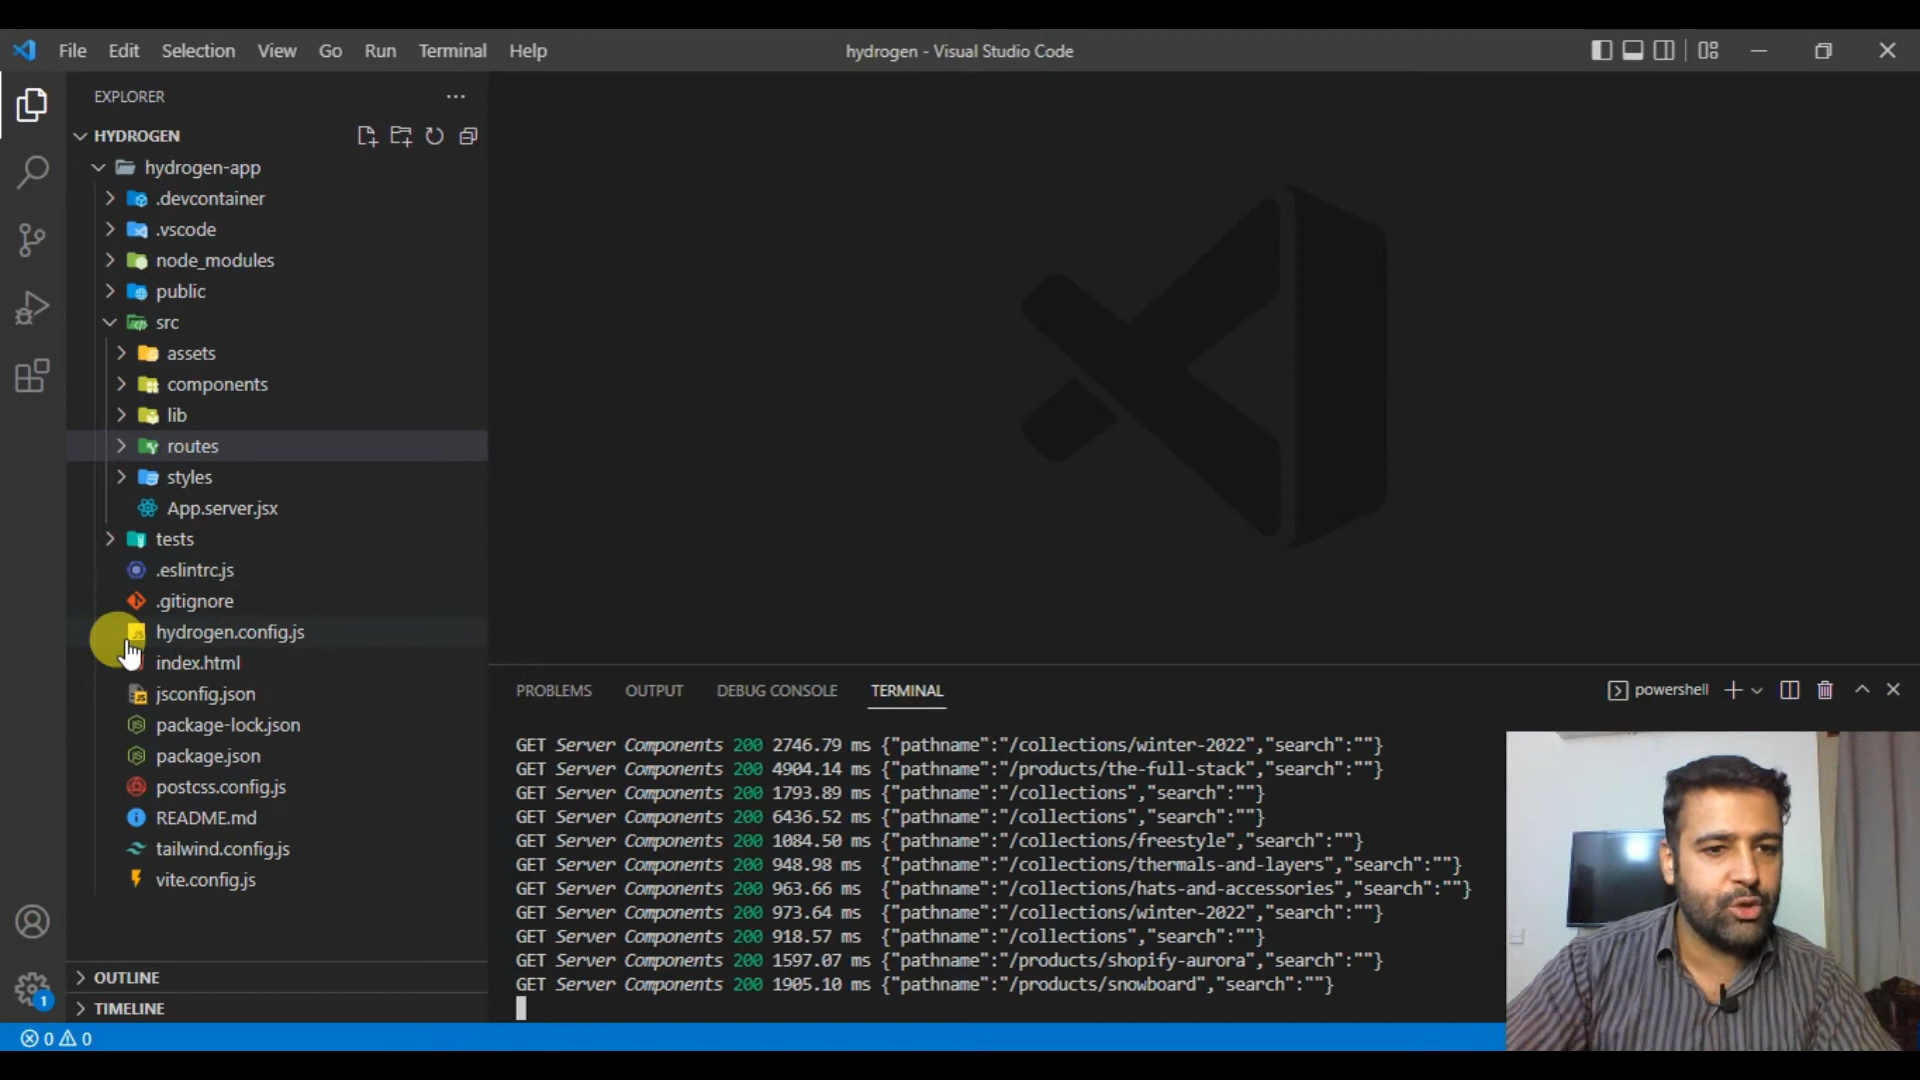 File Edit Selection View Go Run Terminal Help
hydrogen - Visual Studio Code
EXPLORER
HYDROGEN
hydrogen-app
.devcontainer
.vscode
node_modules
public
src
assets
components
lib
routes
styles
App.server.jsx
tests
.eslintrc.js
.gitignore
hydrogen.config.js
index.html
jsconfig.json
package-lock.json
package.json
postcss.config.js
README.md
tailwind.config.js
vite.config.js
OUTLINE
TIMELINE
1
0 0
PROBLEMS OUTPUT DEBUG CONSOLE TERMINAL
powershell
GET Server Components 200 2746.79 ms {"pathname":"/collections/winter-2022","search":""}
GET Server Components 200 4904.14 ms {"pathname":"/products/the-full-stack","search":""}
GET Server Components 200 1793.89 ms {"pathname":"/collections","search":""}
GET Server Components 200 6436.52 ms {"pathname":"/collections","search":""}
GET Server Components 200 1084.50 ms {"pathname":"/collections/freestyle","search":""}
GET Server Components 200 948.98 ms {"pathname":"/collections/thermals-and-layers","search":""}
GET Server Components 200 963.66 ms {"pathname":"/collections/hats-and-accessories","search":""}
GET Server Components 200 973.64 ms {"pathname":"/collections/winter-2022","search":""}
GET Server Components 200 918.57 ms {"pathname":"/collections","search":""}
GET Server Components 200 1597.07 ms {"pathname":"/products/shopify-aurora","search":""}
GET Server Components 200 1905.10 ms {"pathname":"/products/snowboard","search":""}